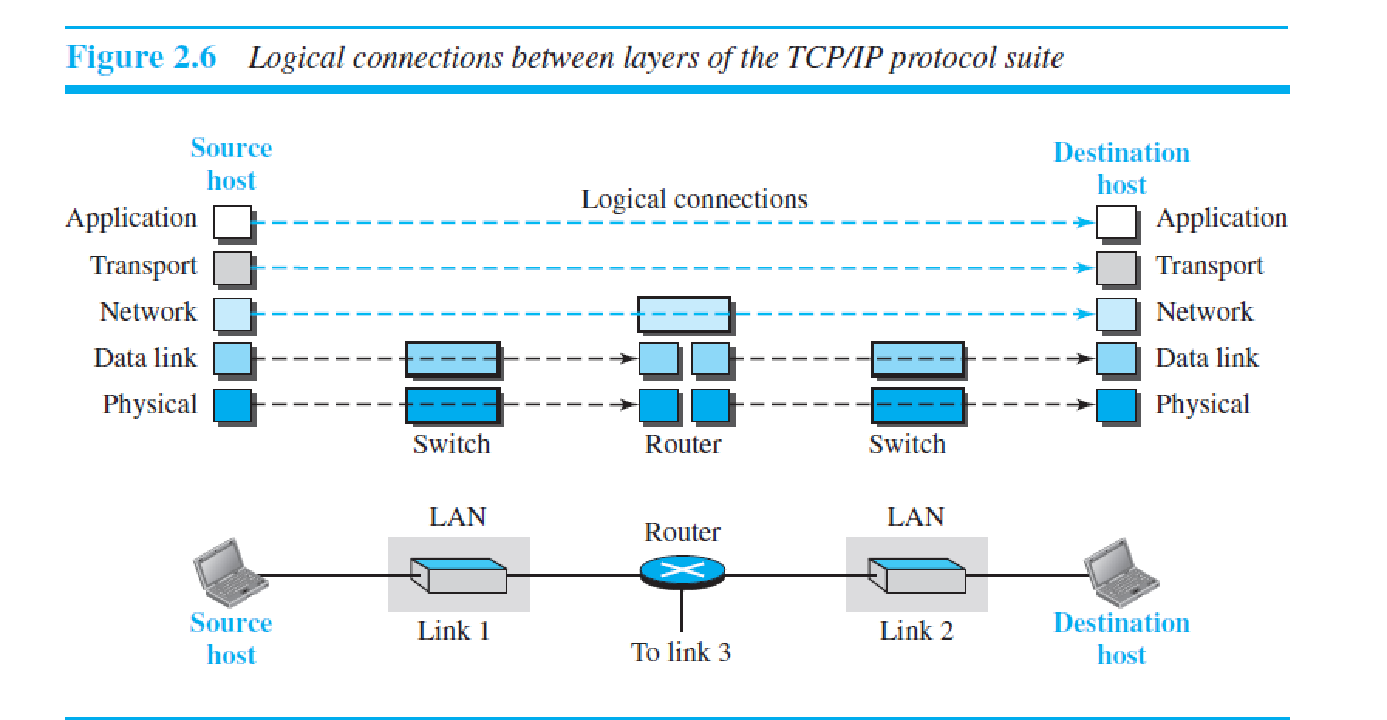 Figure 2.6 Logical connections between layers of the TCP/IP protocol suite
Source
host
Destination
host
Logical connections
Application
Application
Transport
Transport
Network
Network
Data link
Data link
Physical
Physical
Switch
Router
Switch
LAN
Router
LAN
Source
host
Link 1
To link 3
Link 2
Destination
host